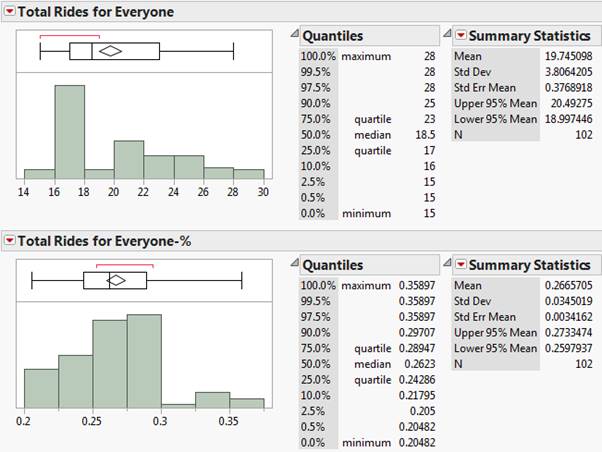 Total Rides for Everyone
14 16 18 20 22 24 26 28 30
Quantiles
100.0% maximum 28
99.5% 28
97.5% 28
90.0% 25
75.0% quartile 23
50.0% median 18.5
25.0% quartile 17
10.0% 16
2.5% 15
0.5% 15
0.0% minimum 15
Summary Statistics
Mean 19.745098
Std Dev 3.8064205
Std Err Mean 0.3768918
Upper 95% Mean 20.49275
Lower 95% Mean 18.997446
N 102
Total Rides for Everyone-%
0.2 0.25 0.3 0.35
Quantiles
100.0% maximum 0.35897
99.5% 0.35897
97.5% 0.35897
90.0% 0.29707
75.0% quartile 0.28947
50.0% median 0.2623
25.0% quartile 0.24286
10.0% 0.21795
2.5% 0.205
0.5% 0.20482
0.0% minimum 0.20482
Summary Statistics
Mean 0.2665705
Std Dev 0.0345019
Std Err Mean 0.0034162
Upper 95% Mean 0.2733474
Lower 95% Mean 0.2597937
N 102